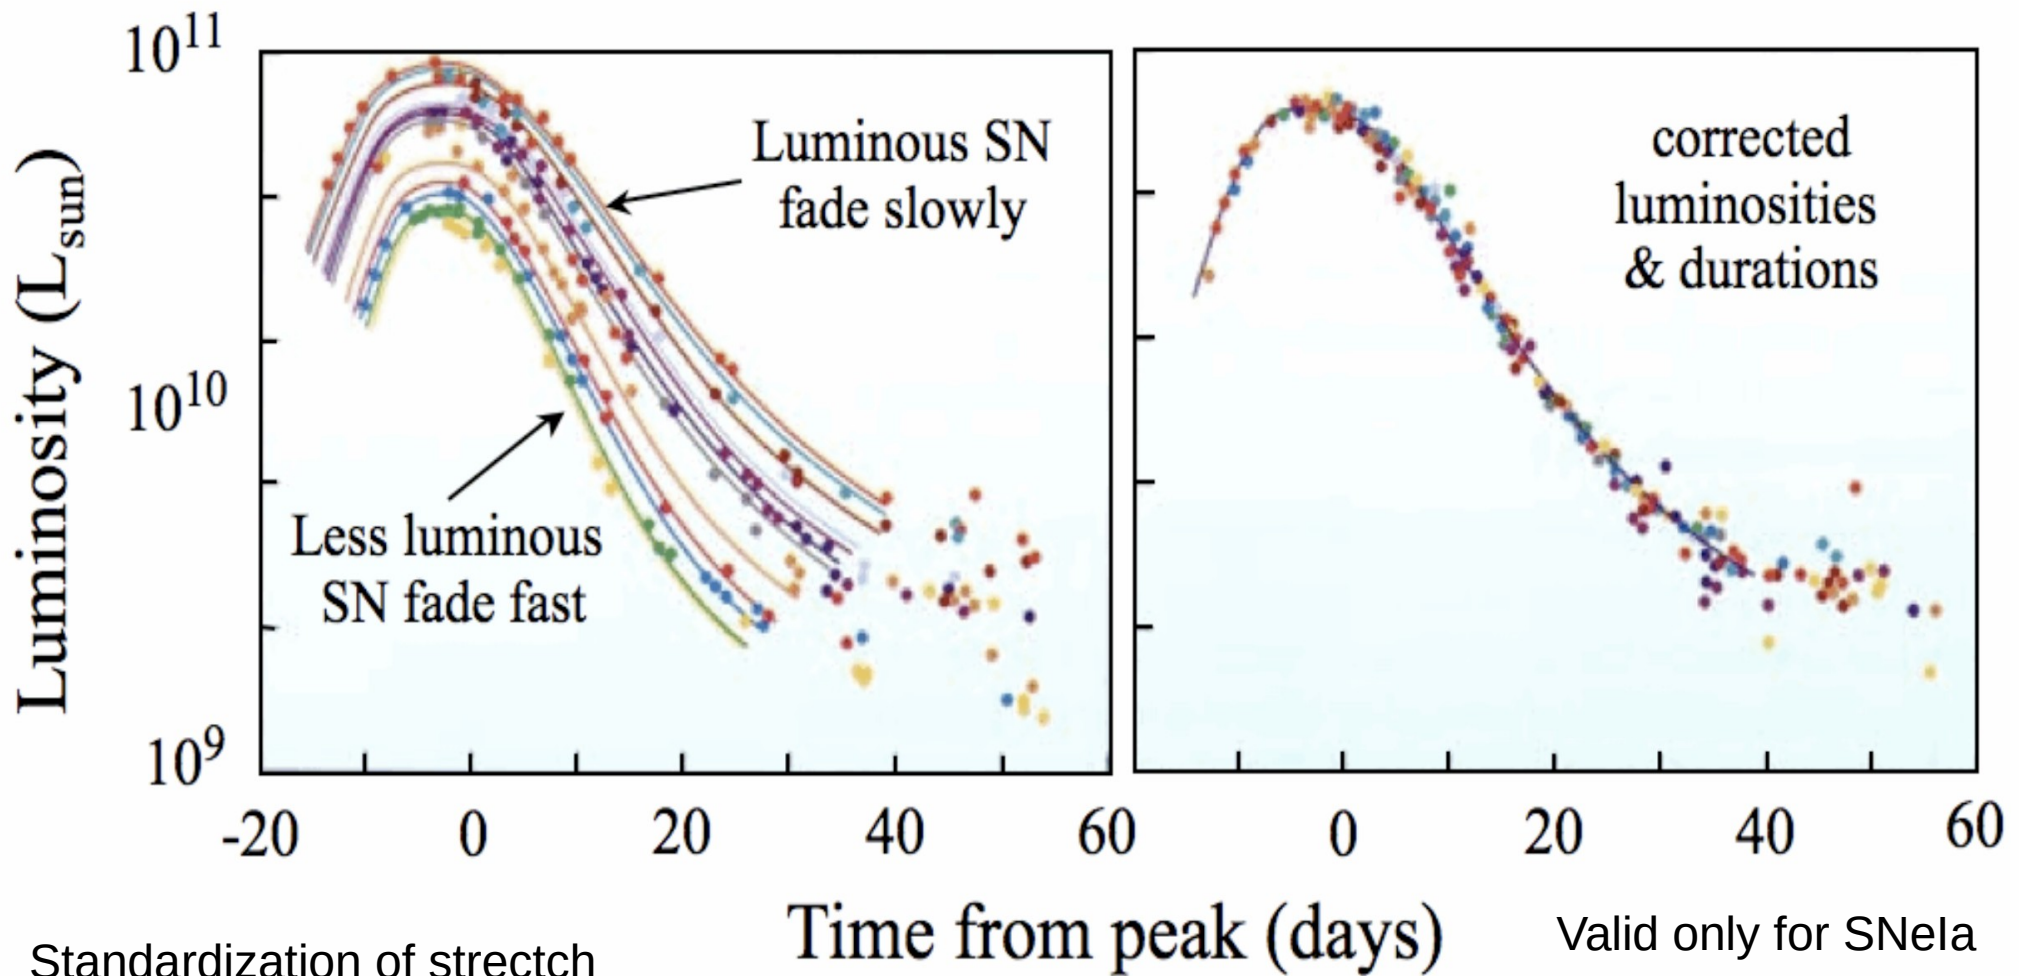 10^11
10^10
10^9
Luminosity (L_sun)
Luminous SN
fade slowly
Less luminous
SN fade fast
corrected
luminosities
& durations
-20 0 20 40 60
0 20 40 60
Time from peak (days)
Valid only for SNeIa
Standardization of strectch